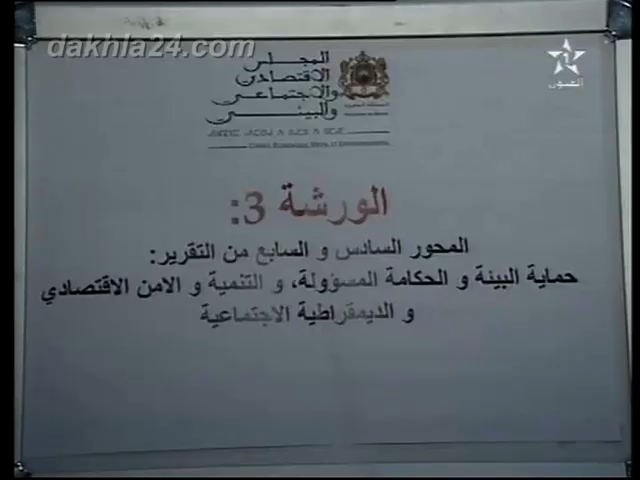 dakhla24.com
المجلس
الاقتصادي
والاجتماعي
والبيئي
العيون
الورشة 3:
المحور السادس و السابع من التقرير:
حماية البيئة و الحكامة المسؤولة، و التنمية و الامن الاقتصادي
و الديمقراطية الاجتماعية